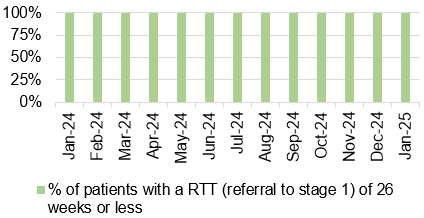 100%
75%
50%
25%
0%
Jan-24
Feb-24
Mar-24
Apr-24
May-24
Jun-24
Jul-24
Aug-24
Sep-24
Oct-24
Nov-24
Dec-24
Jan-25
% of patients with a RTT (referral to stage 1) of 26
weeks or less